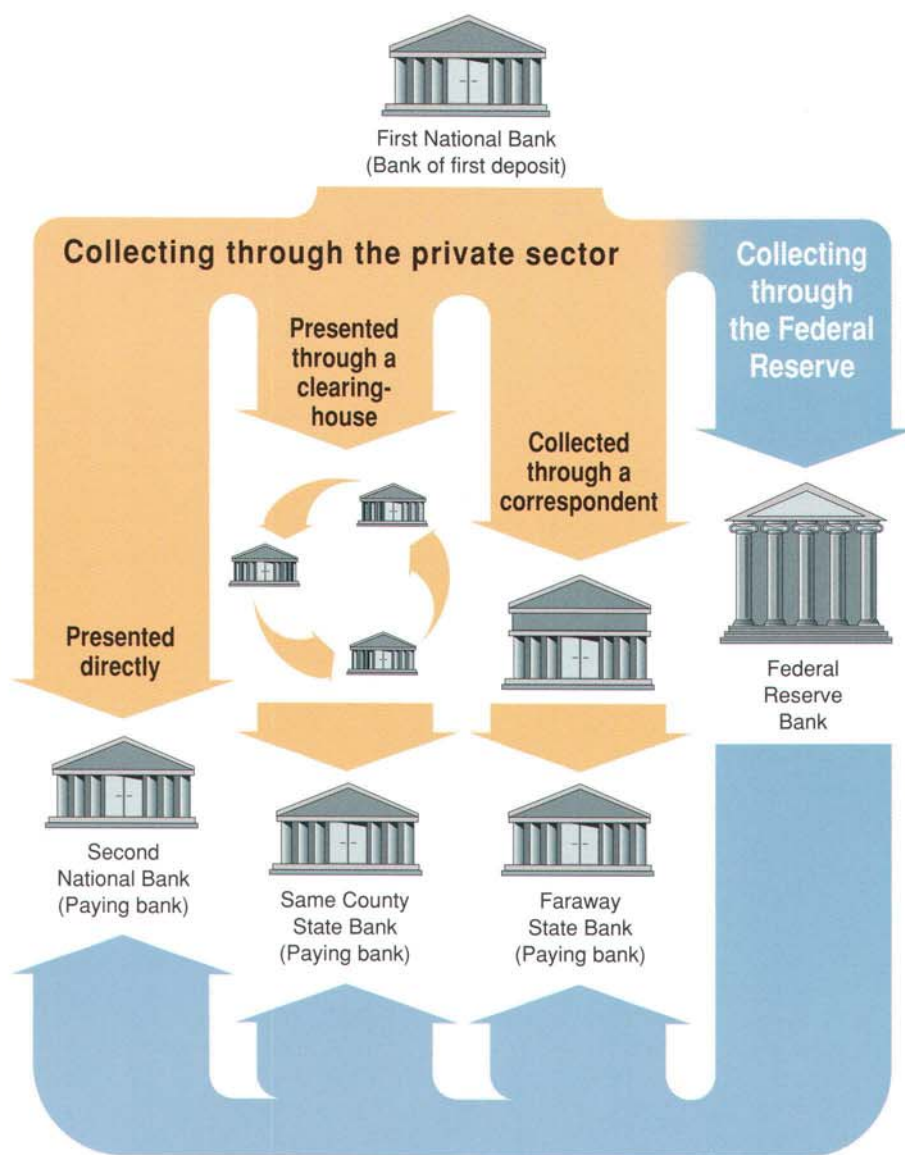 First National Bank
(Bank of first deposit)
Collecting through the private sector
Collecting
through
the Federal
Reserve
Presented
through a
clearing-
house
Collected
through a
correspondent
Presented
directly
Federal
Reserve
Bank
Second
National Bank
(Paying bank)
Same County
State Bank
(Paying bank)
Faraway
State Bank
(Paying bank)